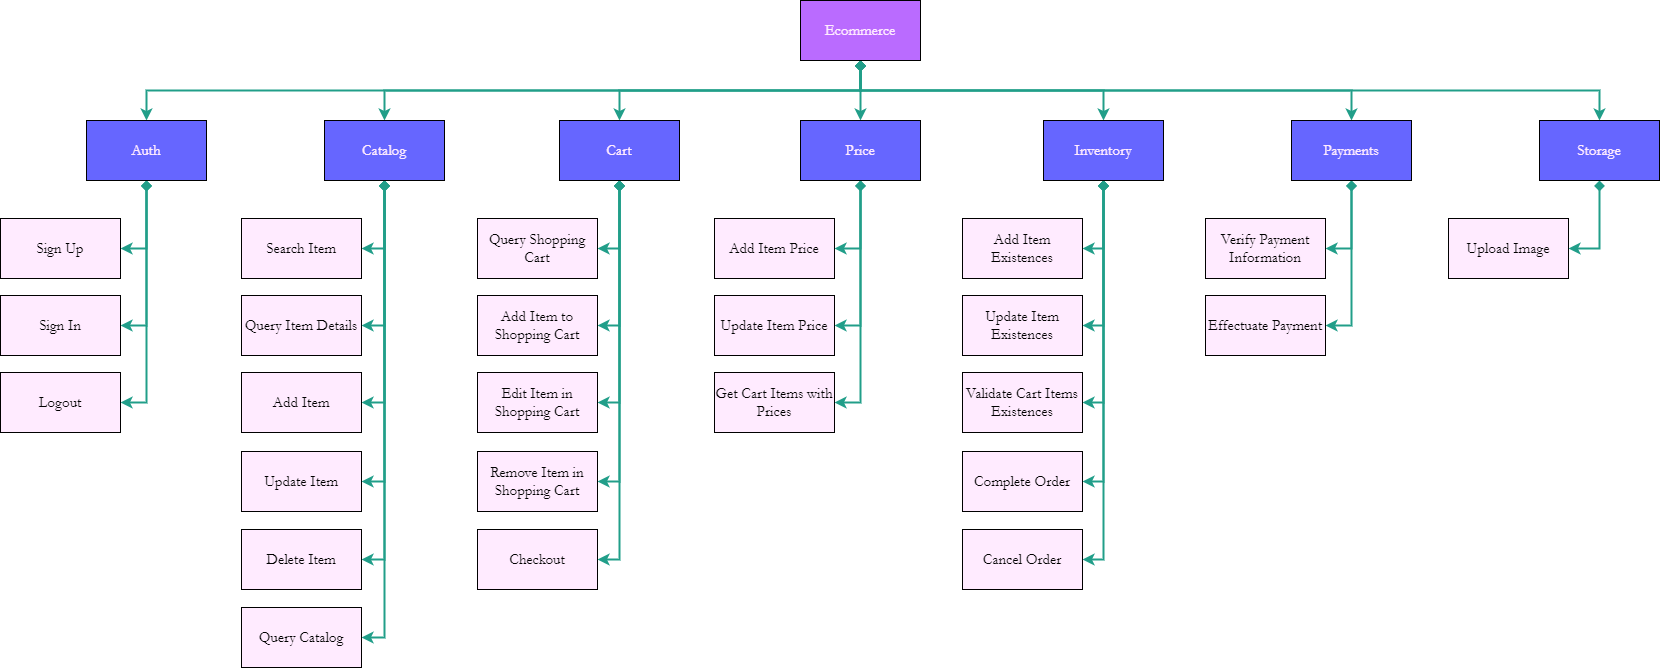 Ecommerce
Auth
Catalog
Cart
Price
Inventory
Payments
Storage
Sign Up
Sign In
Logout
Search Item
Query Item Details
Add Item
Update Item
Delete Item
Query Catalog
Query Shopping
Cart
Add Item to
Shopping Cart
Edit Item in
Shopping Cart
Remove Item in
Shopping Cart
Checkout
Add Item Price
Update Item Price
Get Cart Items with
Prices
Add Item
Existences
Update Item
Existences
Validate Cart Items
Existences
Complete Order
Cancel Order
Verify Payment
Information
Effectuate Payment
Upload Image